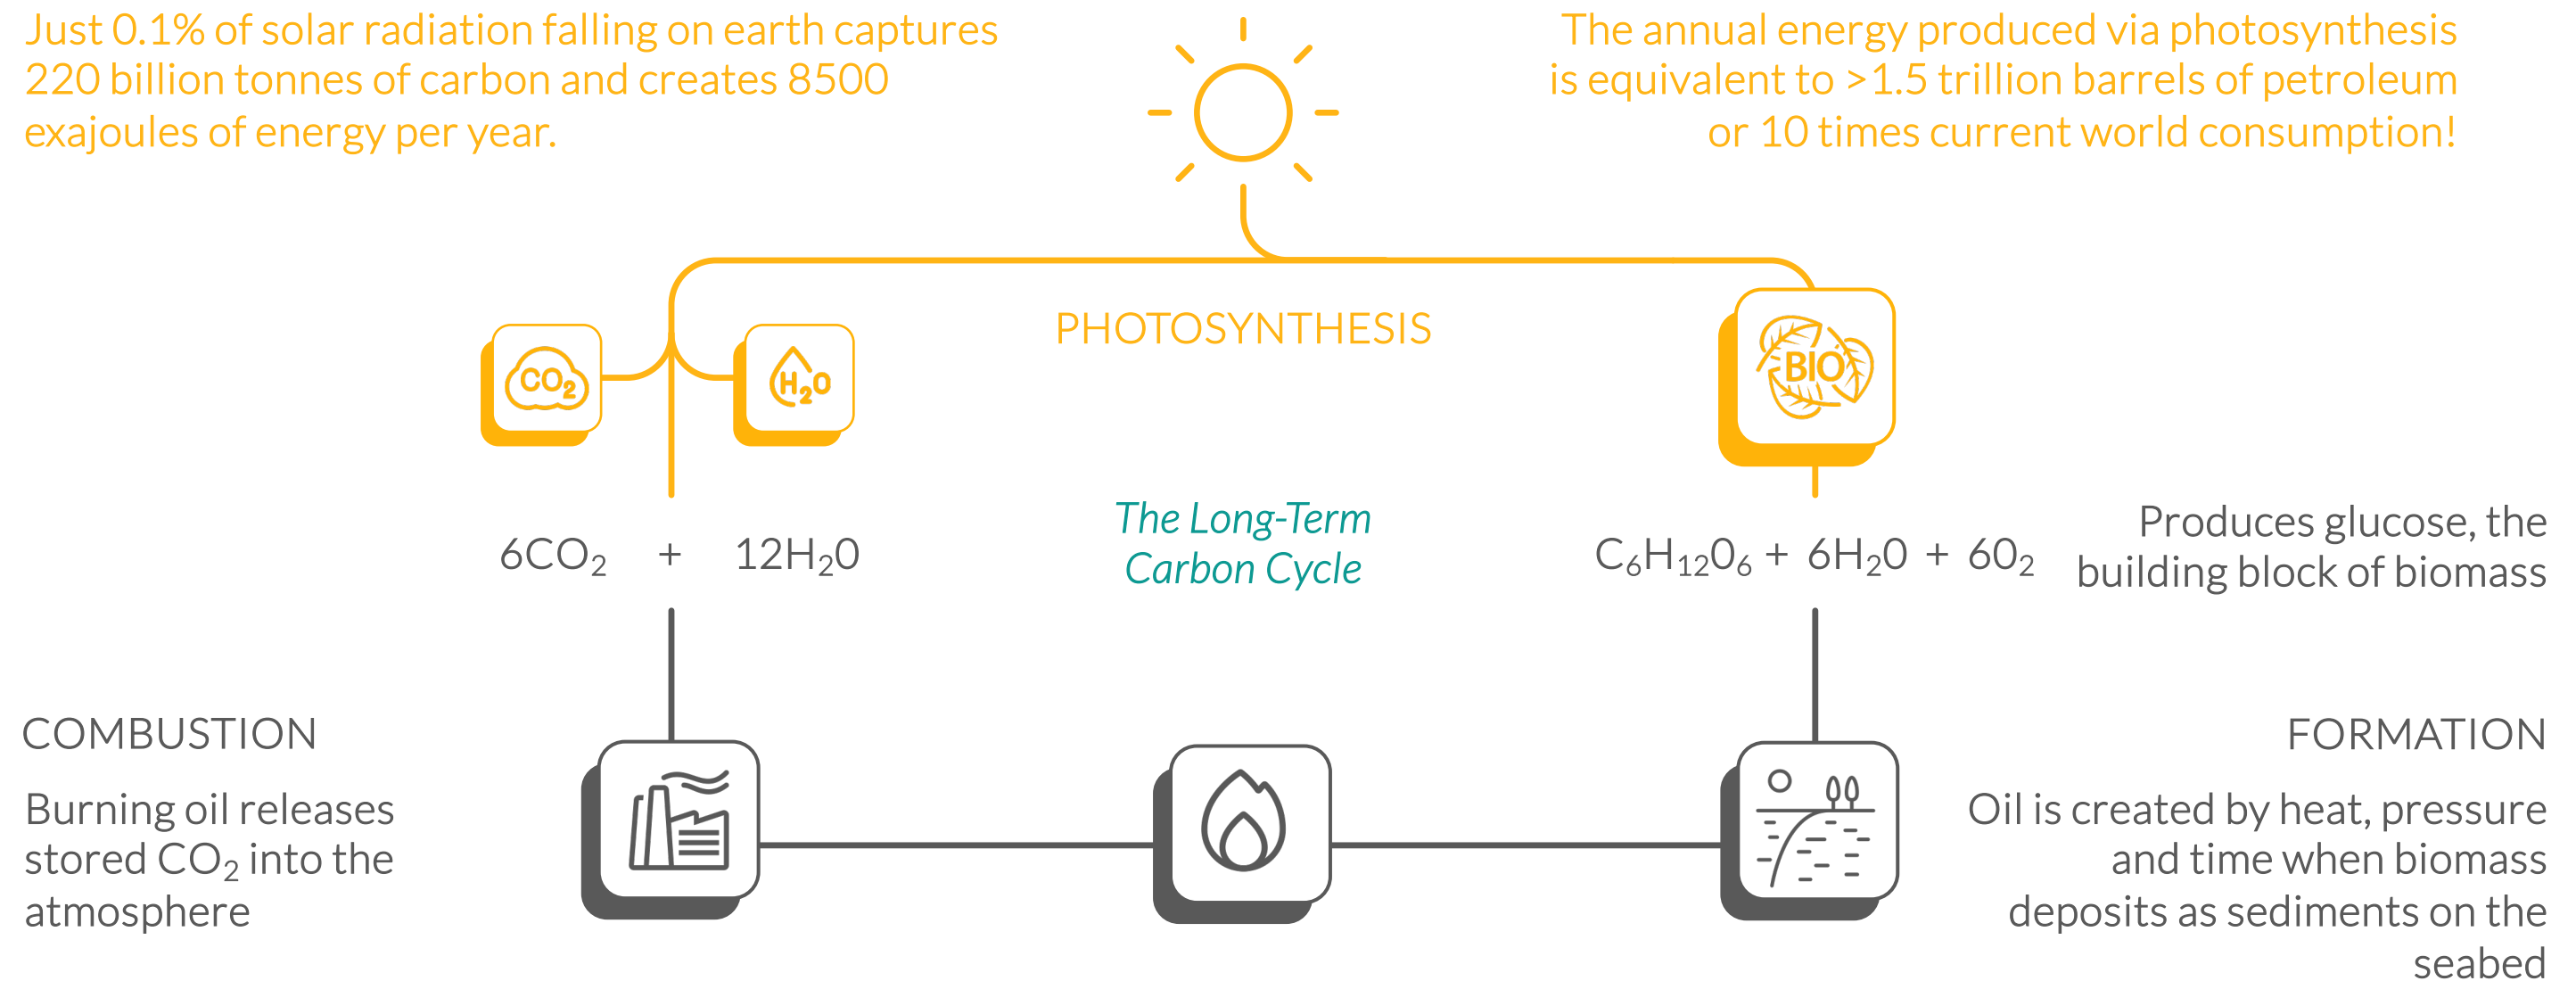 Just 0.1% of solar radiation falling on earth captures
220 billion tonnes of carbon and creates 8500
exajoules of energy per year.
The annual energy produced via photosynthesis
is equivalent to >1.5 trillion barrels of petroleum
or 10 times current world consumption!
PHOTOSYNTHESIS
CO₂
H₂O
BIO
The Long-Term
Carbon Cycle
6CO₂ + 12H₂0
C₆H₁₂0₆ + 6H₂0 + 60₂
Produces glucose, the
building block of biomass
COMBUSTION
Burning oil releases
stored CO₂ into the
atmosphere
FORMATION
Oil is created by heat, pressure
and time when biomass
deposits as sediments on the
seabed